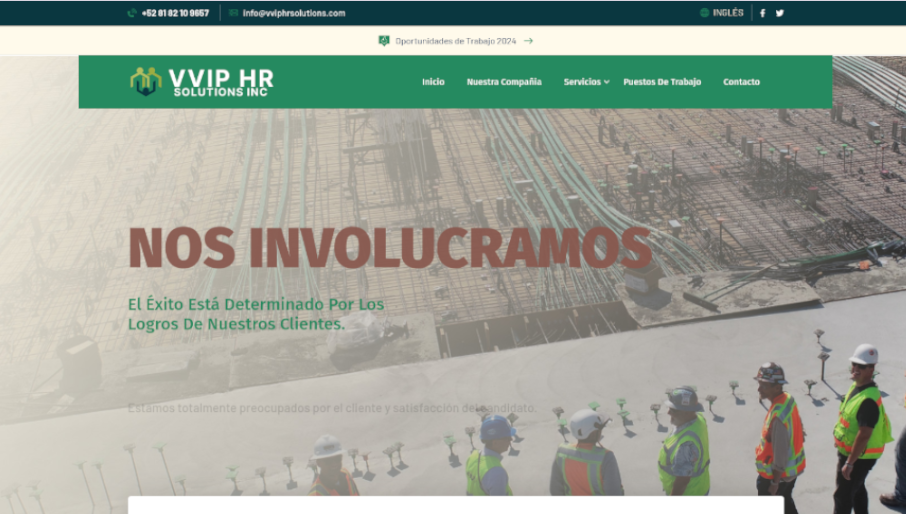 +52 81 82 10 9657
info@vviphrsolutions.com
INGLÉS
Oportunidades de Trabajo 2024
VVIP HR
SOLUTIONS INC
Inicio
Nuestra Compañia
Servicios
Puestos De Trabajo
Contacto
NOS INVOLUCRAMOS
El Éxito Está Determinado Por Los
Logros De Nuestros Clientes.
Estamos totalmente preocupados por el cliente y satisfacción del candidato.